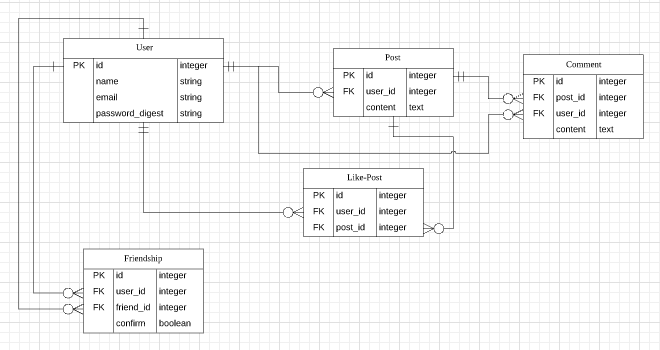 User
PK id integer
name string
email string
password_digest string
Post
PK id integer
FK user_id integer
content text
Comment
PK id integer
FK post_id integer
FK user_id integer
content text
Like-Post
PK id integer
FK user_id integer
FK post_id integer
Friendship
PK id integer
FK user_id integer
FK friend_id integer
confirm boolean